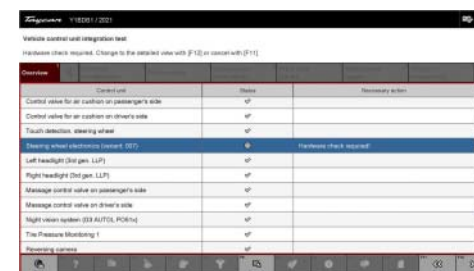 Taycan Y1BDB1 / 2021
Vehicle control unit integration test
Hardware check required. Change to the detailed view with [F12] or cancel with [F11].
Overview
Control unit Status Necessary action
Control valve for air cushion on passenger's side
Control valve for air cushion on driver's side
Touch detection, steering wheel
Steering wheel electronics (variant: 007) Hardware check required!
Left headlight (3rd gen. LLP)
Right headlight (3rd gen. LLP)
Massage control valve on passenger's side
Massage control valve on driver's side
Night vision system (D3 AUTOL PO61v)
Tire Pressure Monitoring 1
Reversing camera